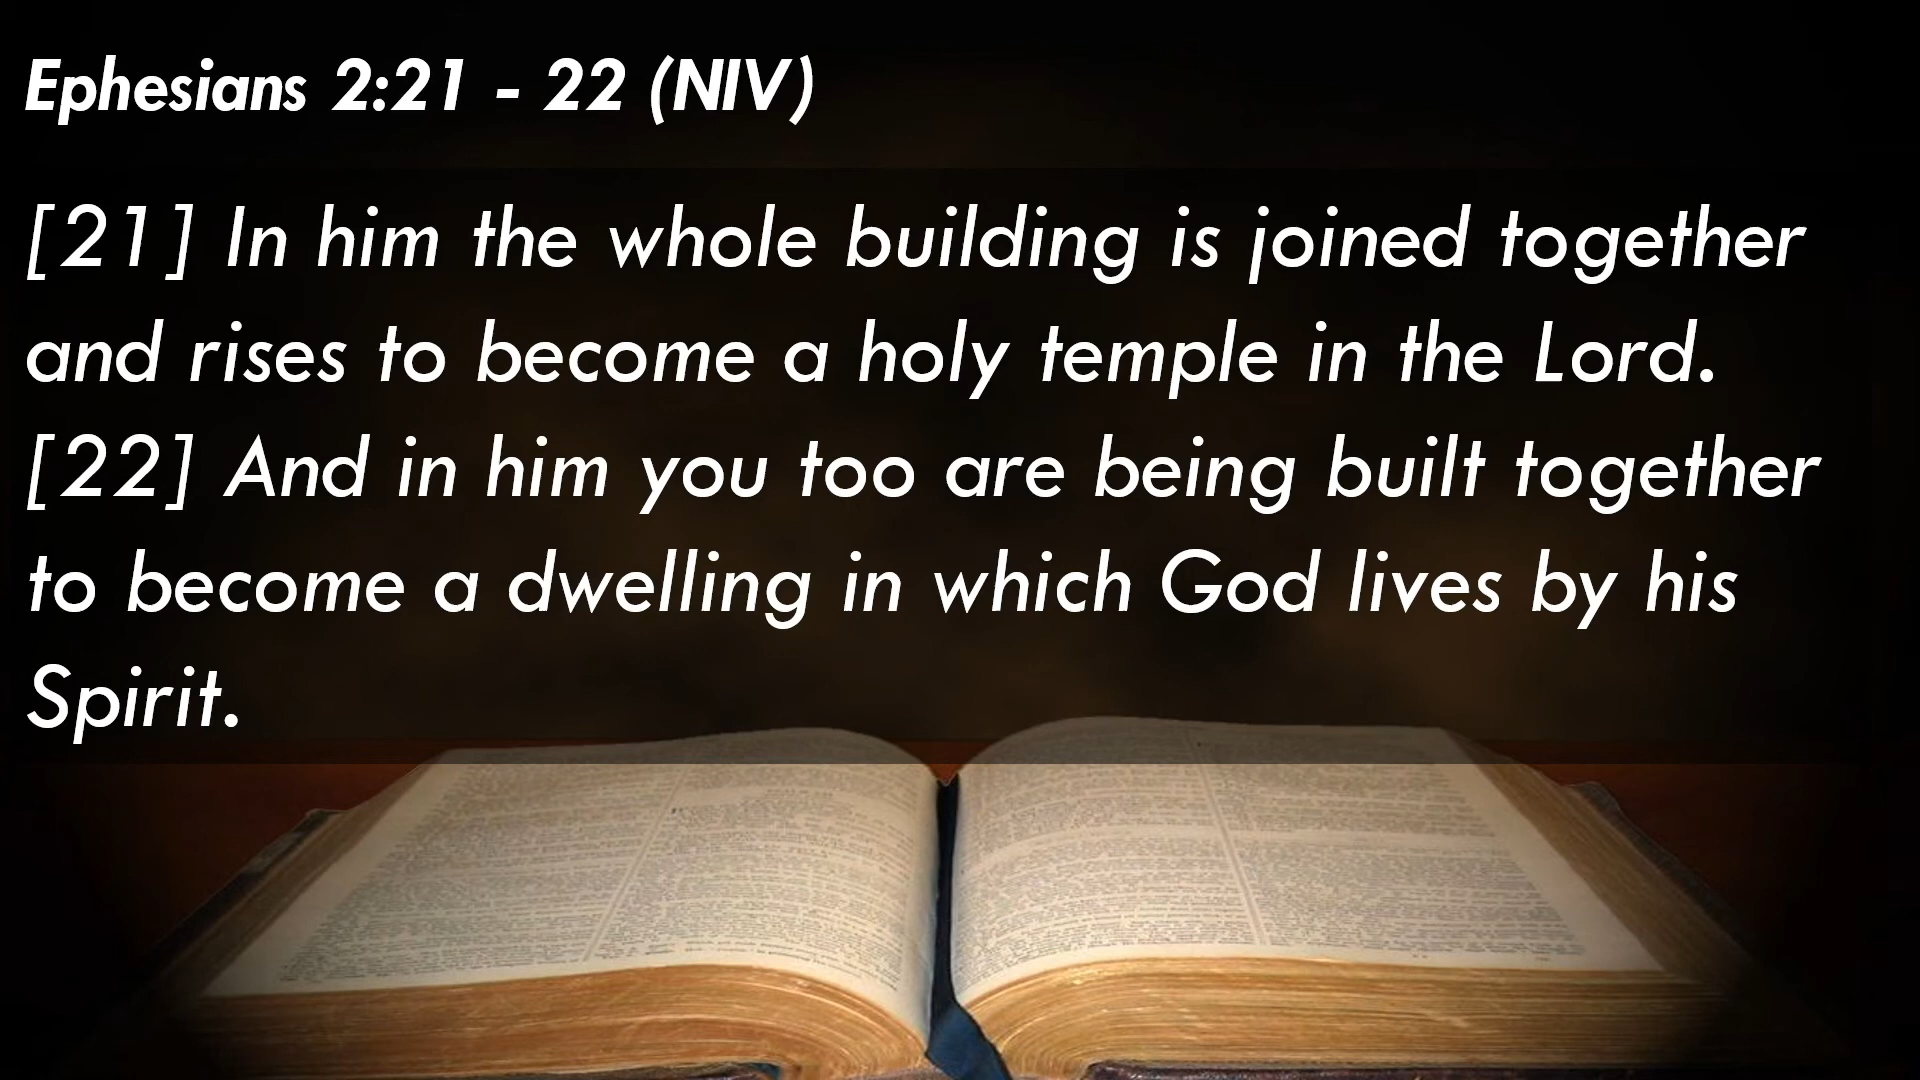 Ephesians 2:21 - 22 (NIV)
[21] In him the whole building is joined together
and rises to become a holy temple in the Lord.
[22] And in him you too are being built together
to become a dwelling in which God lives by his
Spirit.